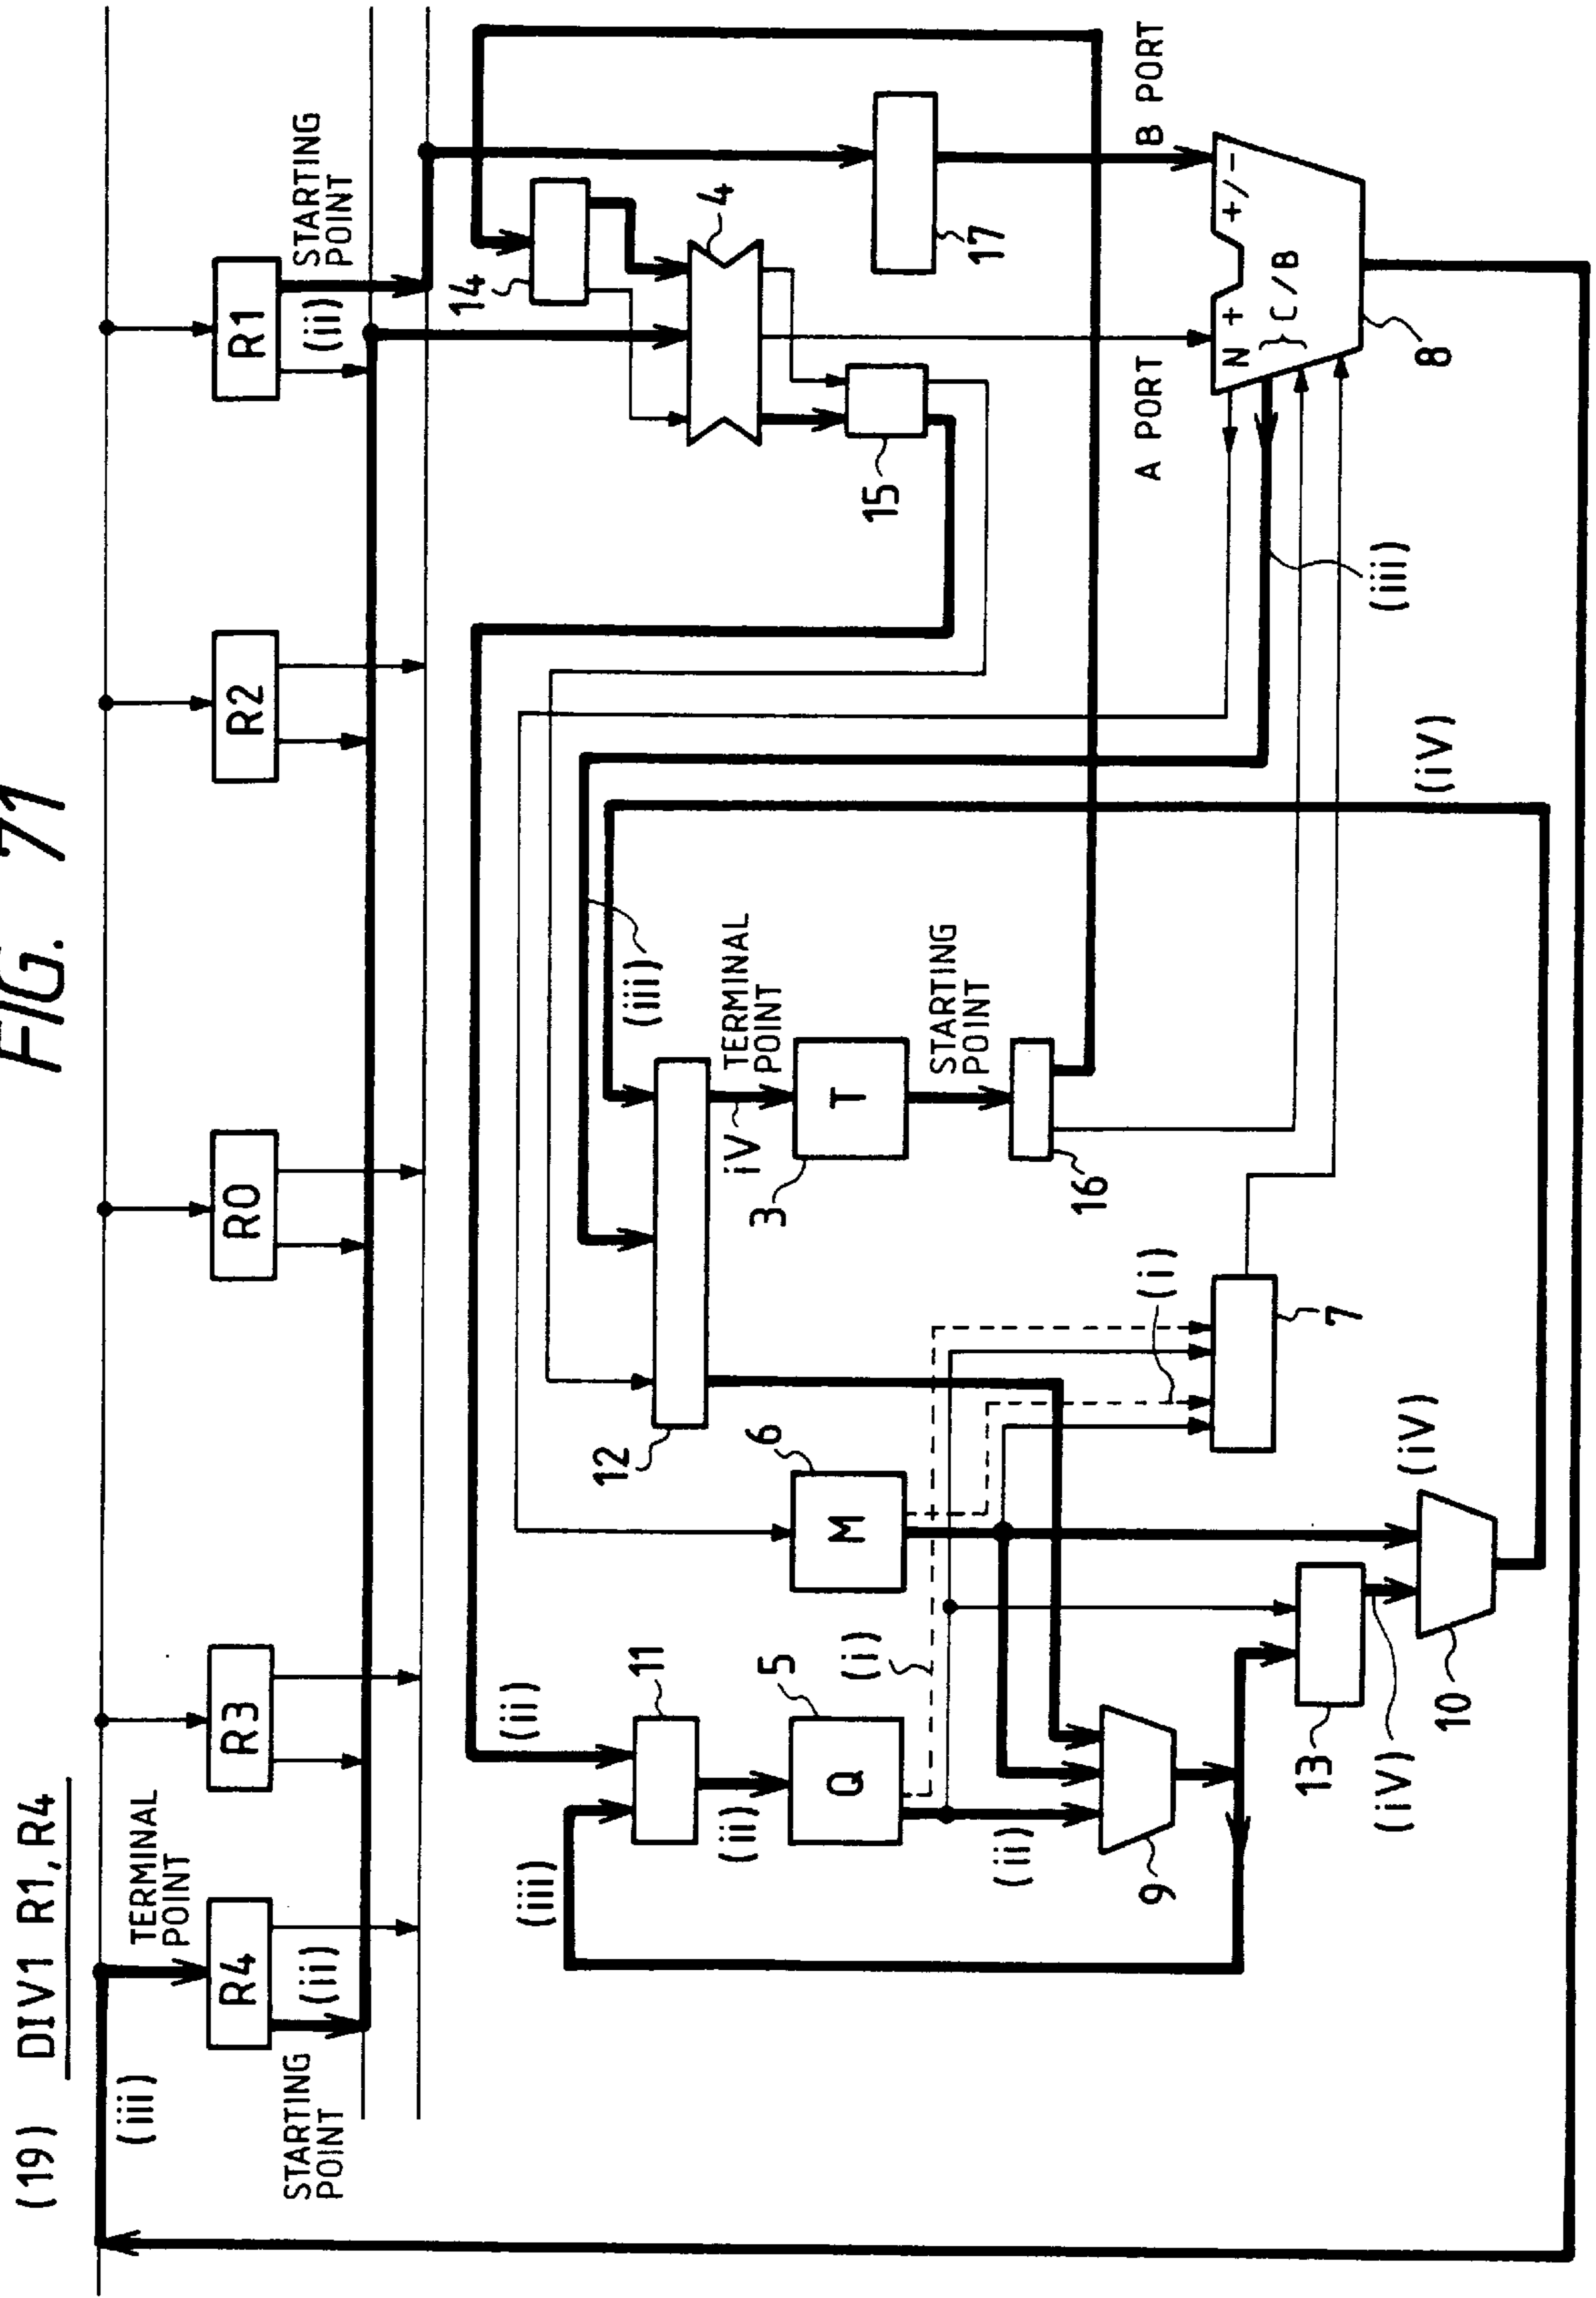 FIG. 71
(19) DIV1 R1,R4
(iii)
TERMINAL
POINT
R4
R3
R0
R2
R1
STARTING
POINT
(ii)
(ii)
STARTING
POINT
14
4
17
15
A PORT
B PORT
N + +/-
} C/B
8
(iii)
(iii)
(ii)
11
(iii)
(ii)
5
Q
(i)
6
M
12
iV
TERMINAL
POINT
3
T
STARTING
POINT
16
(i)
7
(ii)
9
13
(iV)
10
(iV)
(iV)